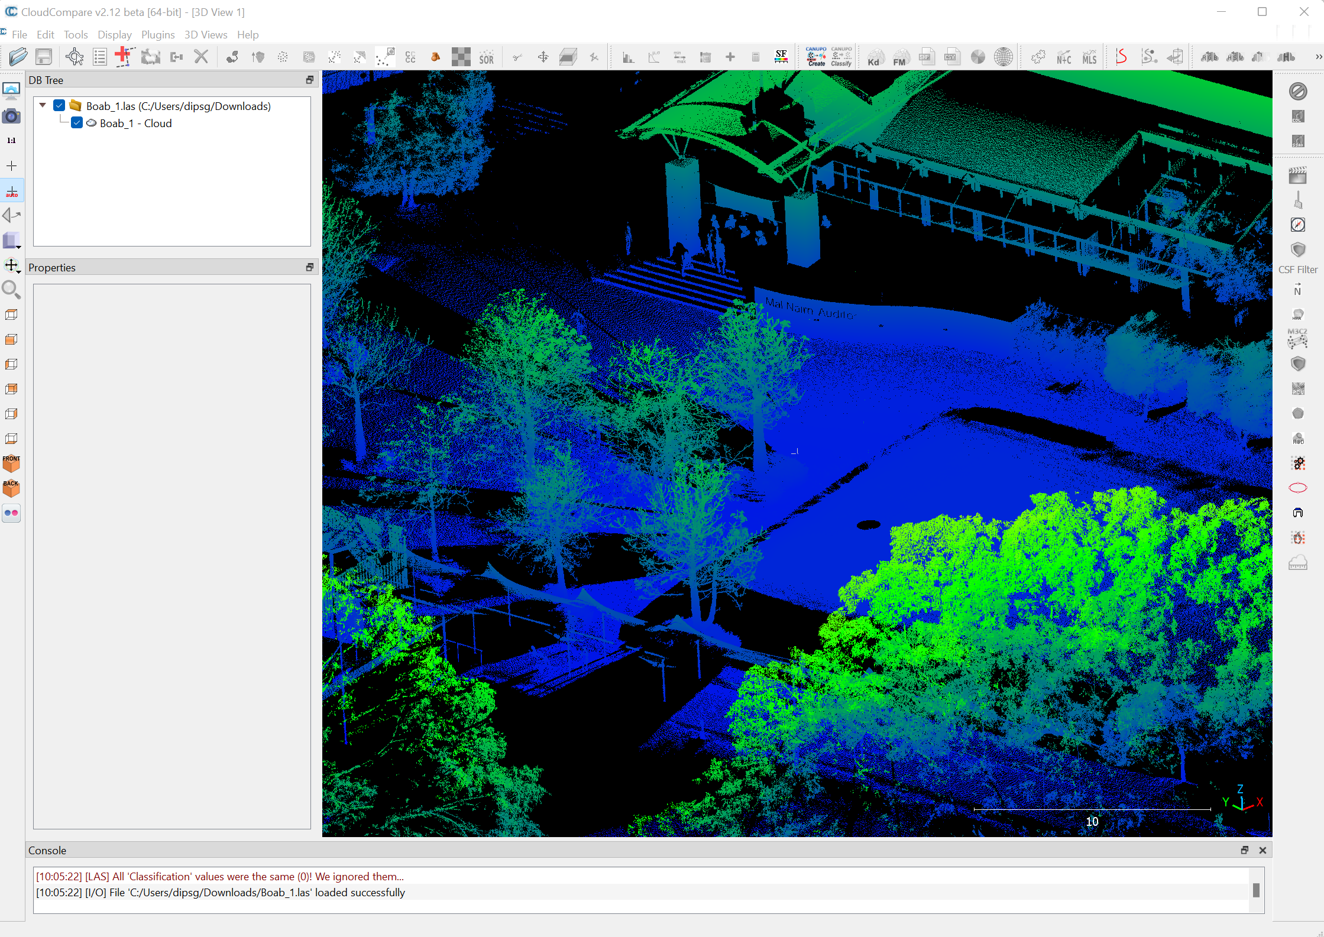 CloudCompare v2.12 beta [64-bit] - [3D View 1]
File Edit Tools Display Plugins 3D Views Help
SOR
SF
CANUPO Create
CANUPO Classify
Kd
FM
N+C
MLS
DB Tree
Boab_1.las (C:/Users/dipsg/Downloads)
Boab_1 - Cloud
1:1
AUTO
Properties
FRONT
BACK
Mal Nairn Audito
CSF Filter
N
M3C2
Z
Y X
10
Console
[10:05:22] [LAS] All 'Classification' values were the same (0)! We ignored them...
[10:05:22] [I/O] File 'C:/Users/dipsg/Downloads/Boab_1.las' loaded successfully